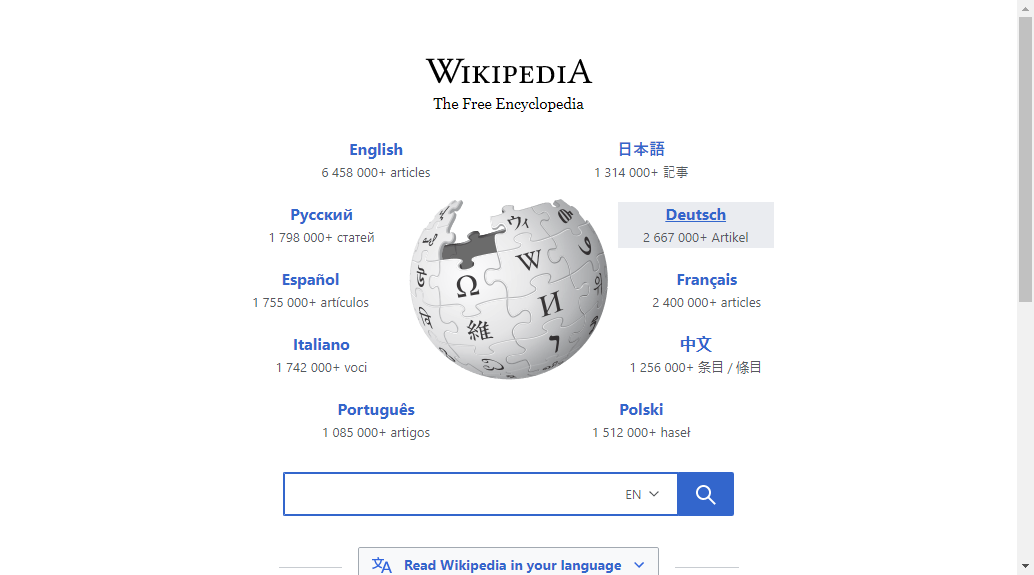 WIKIPEDIA
The Free Encyclopedia
English
6 458 000+ articles
日本語
1 314 000+ 記事
Русский
1 798 000+ статей
Deutsch
2 667 000+ Artikel
Español
1 755 000+ artículos
Français
2 400 000+ articles
Italiano
1 742 000+ voci
中文
1 256 000+ 条目 / 條目
Português
1 085 000+ artigos
Polski
1 512 000+ haseł
Ω
W
И
維
ウィ
EN
Read Wikipedia in your language